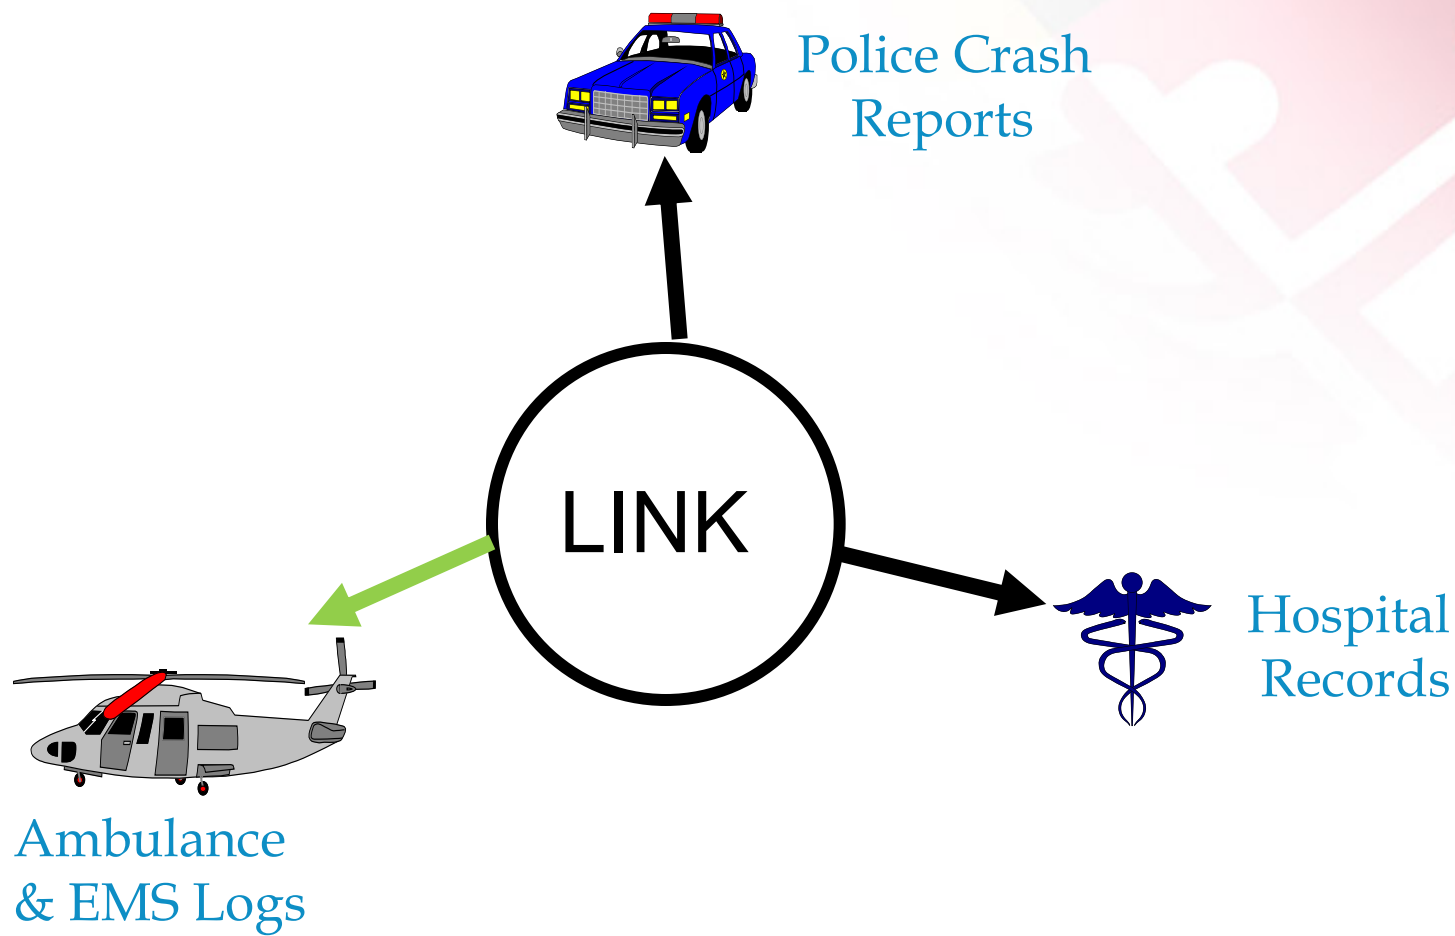 Police Crash
Reports
LINK
Hospital
Records
Ambulance
& EMS Logs